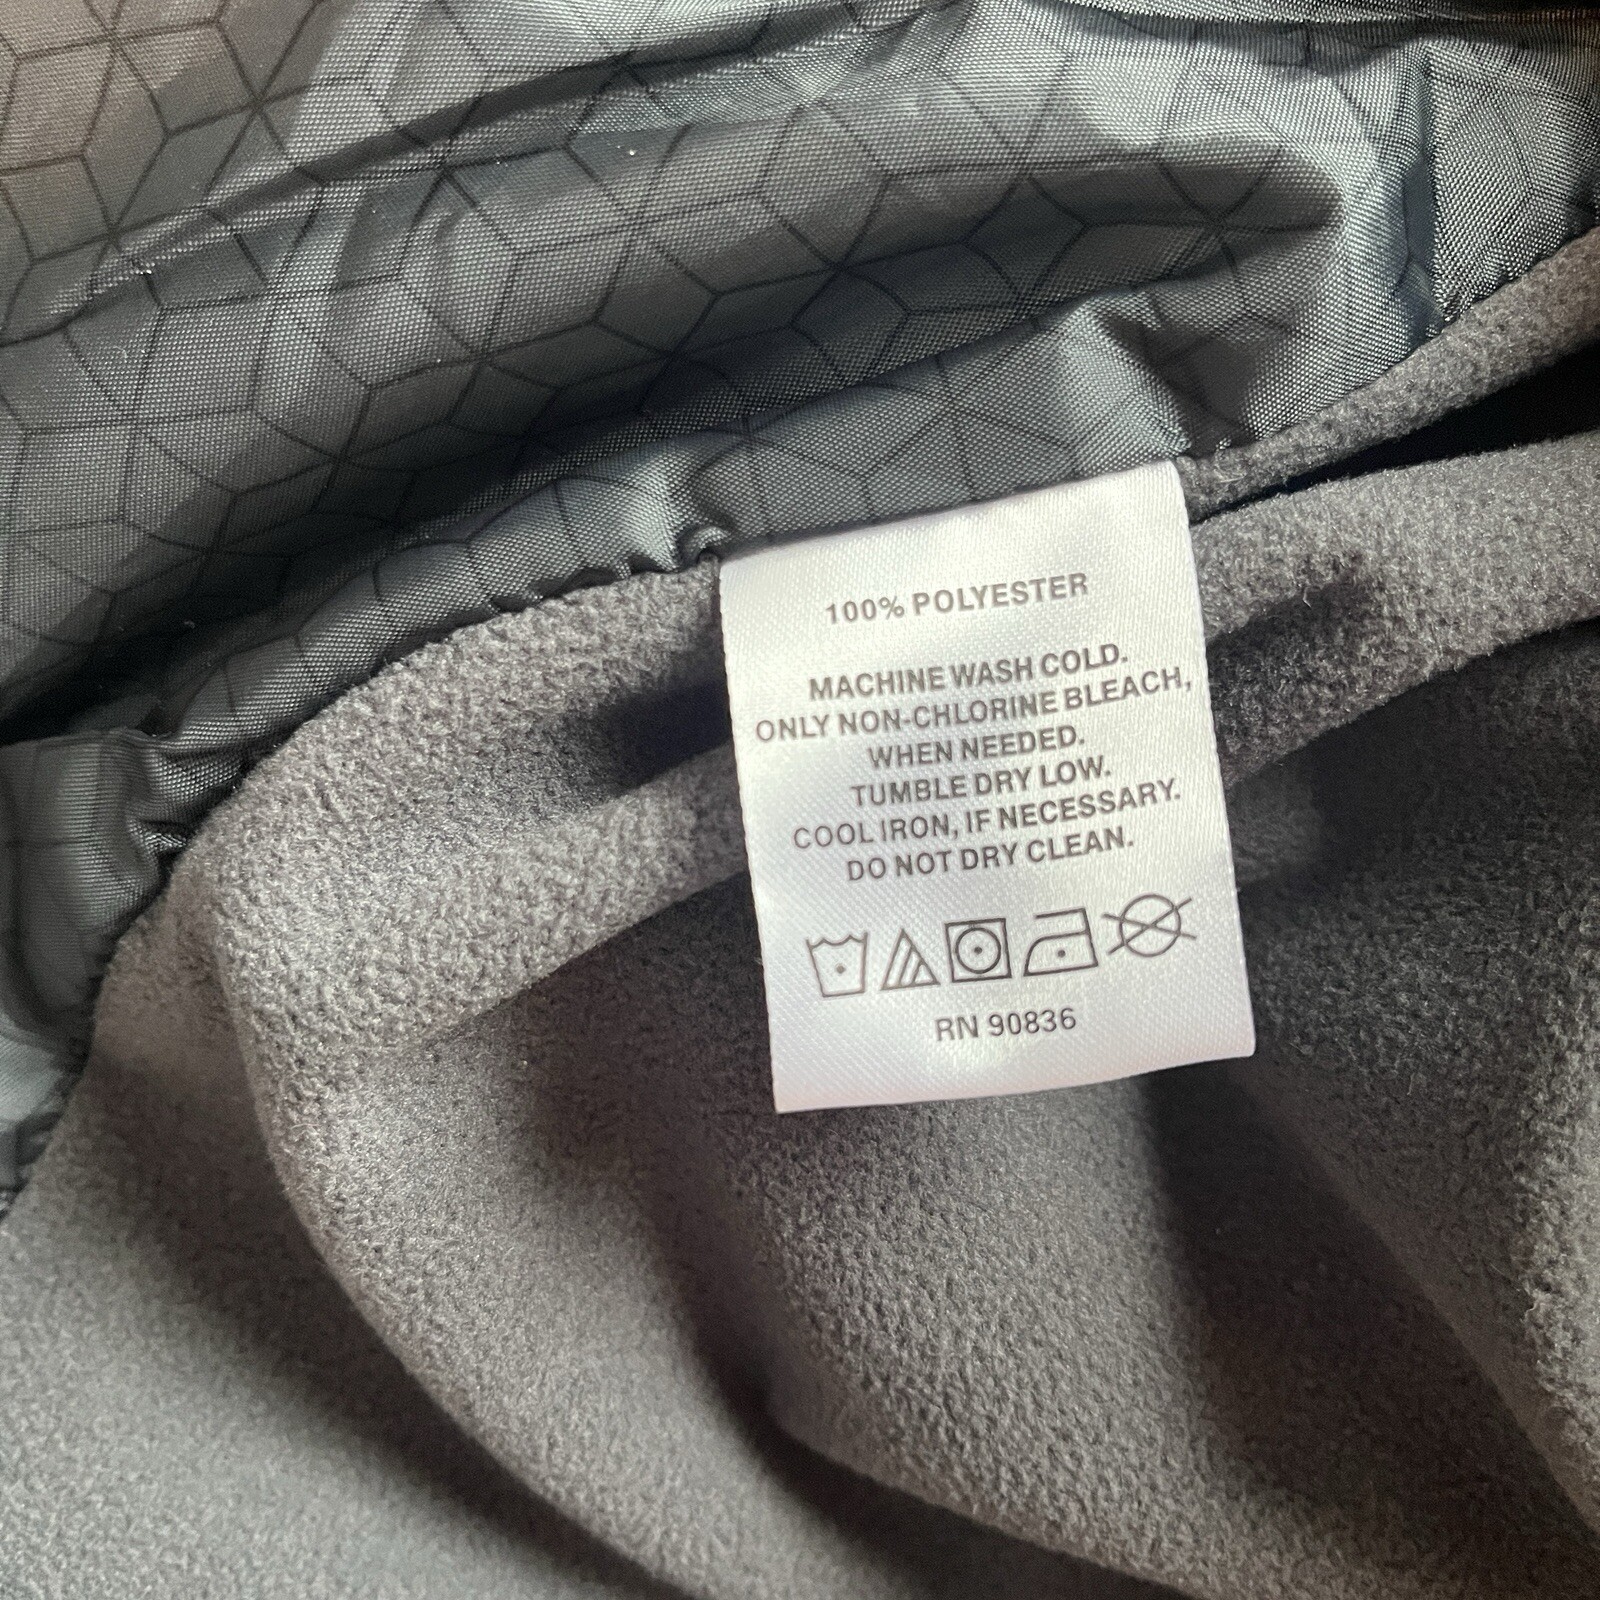 100% POLYESTER
MACHINE WASH COLD.
ONLY NON-CHLORINE BLEACH,
WHEN NEEDED.
TUMBLE DRY LOW.
COOL IRON, IF NECESSARY.
DO NOT DRY CLEAN.
RN 90836